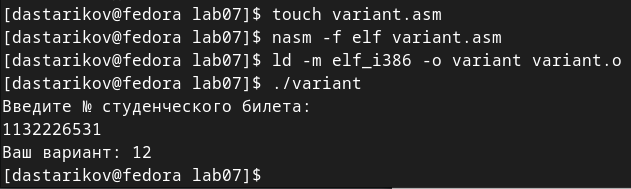 [dastarikov@fedora lab07]$ touch variant.asm
[dastarikov@fedora lab07]$ nasm -f elf variant.asm
[dastarikov@fedora lab07]$ ld -m elf_i386 -o variant variant.o
[dastarikov@fedora lab07]$ ./variant
Введите № студенческого билета:
1132226531
Ваш вариант: 12
[dastarikov@fedora lab07]$